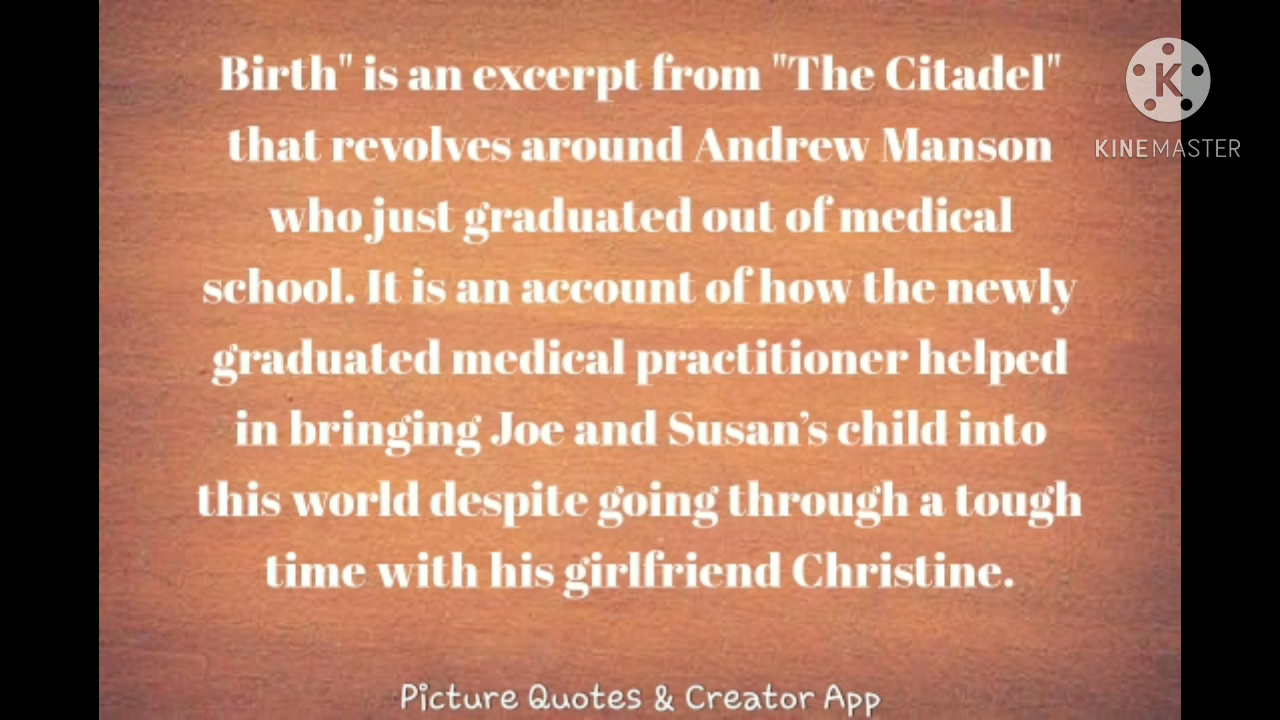 Birth" is an excerpt from "The Citadel"
that revolves around Andrew Manson
who just graduated out of medical
school. It is an account of how the newly
graduated medical practitioner helped
in bringing Joe and Susan’s child into
this world despite going through a tough
time with his girlfriend Christine.
K
KINEMASTER
Picture Quotes & Creator App